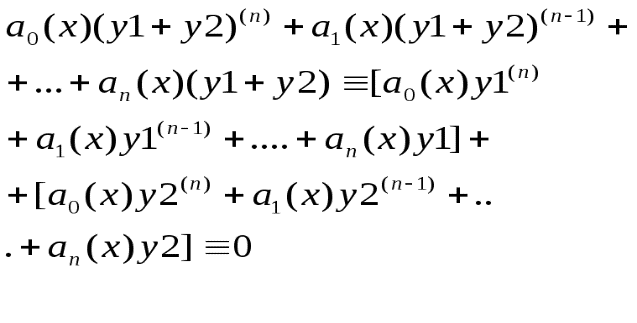 a₀(x)(y1+ y2)⁽ⁿ⁾ + a₁(x)(y1+ y2)⁽ⁿ⁻¹⁾ +
+ ... + aₙ(x)(y1+ y2) ≡[a₀(x)y1⁽ⁿ⁾
+ a₁(x)y1⁽ⁿ⁻¹⁾ + .... + aₙ(x)y1] +
+ [a₀(x)y2⁽ⁿ⁾ + a₁(x)y2⁽ⁿ⁻¹⁾ + ..
. + aₙ(x)y2] ≡0